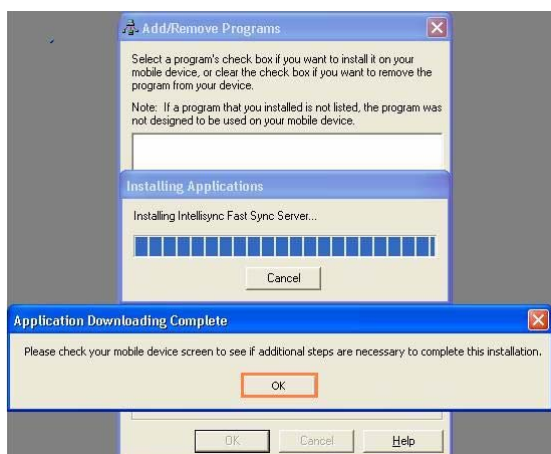 Add/Remove Programs
Select a program's check box if you want to install it on your
mobile device, or clear the check box if you want to remove the
program from your device.
Note: If a program that you installed is not listed, the program was
not designed to be used on your mobile device.
Installing Applications
Installing Intellisync Fast Sync Server...
Cancel
Application Downloading Complete
Please check your mobile device screen to see if additional steps are necessary to complete this installation.
OK
OK Cancel Help